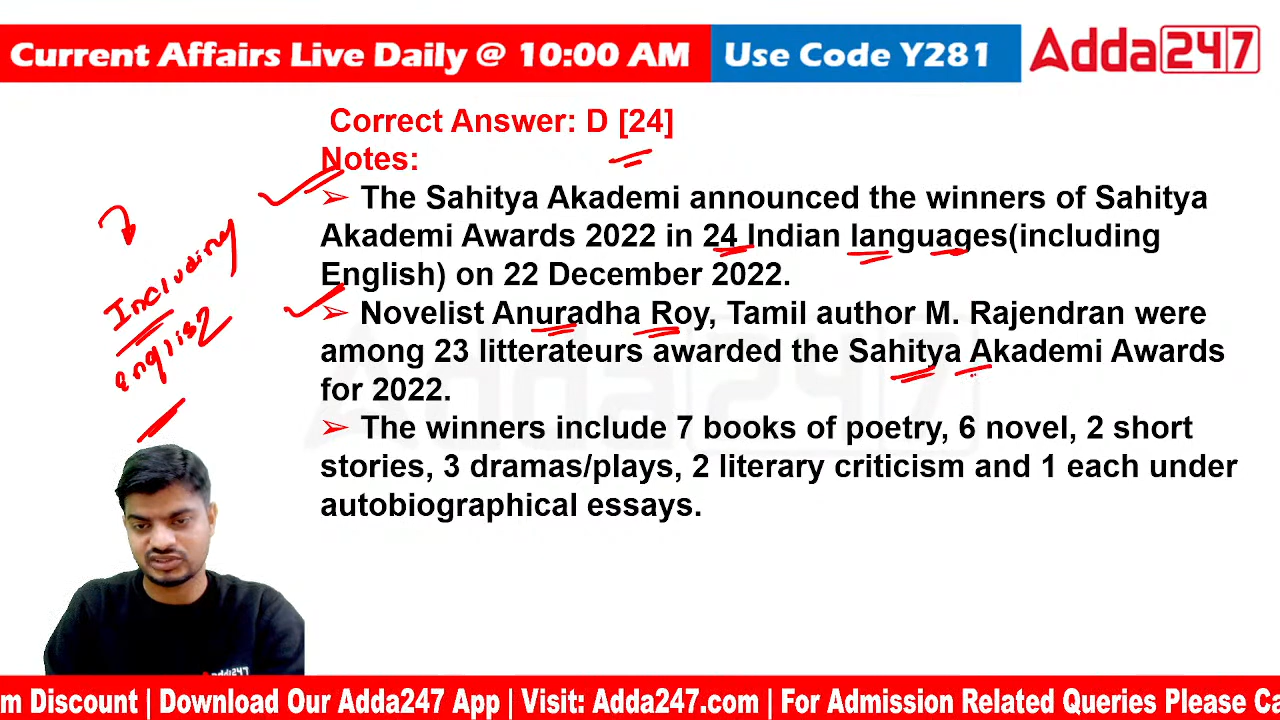 Current Affairs Live Daily @ 10:00 AM
Use Code Y281
Adda247
Correct Answer: D [24]
Notes:
➢ The Sahitya Akademi announced the winners of Sahitya
Akademi Awards 2022 in 24 Indian languages(including
English) on 22 December 2022.
➢ Novelist Anuradha Roy, Tamil author M. Rajendran were
among 23 litterateurs awarded the Sahitya Akademi Awards
for 2022.
➢ The winners include 7 books of poetry, 6 novel, 2 short
stories, 3 dramas/plays, 2 literary criticism and 1 each under
autobiographical essays.
Including
Adda247
m Discount | Download Our Adda247 App | Visit: Adda247.com | For Admission Related Queries Please Ca